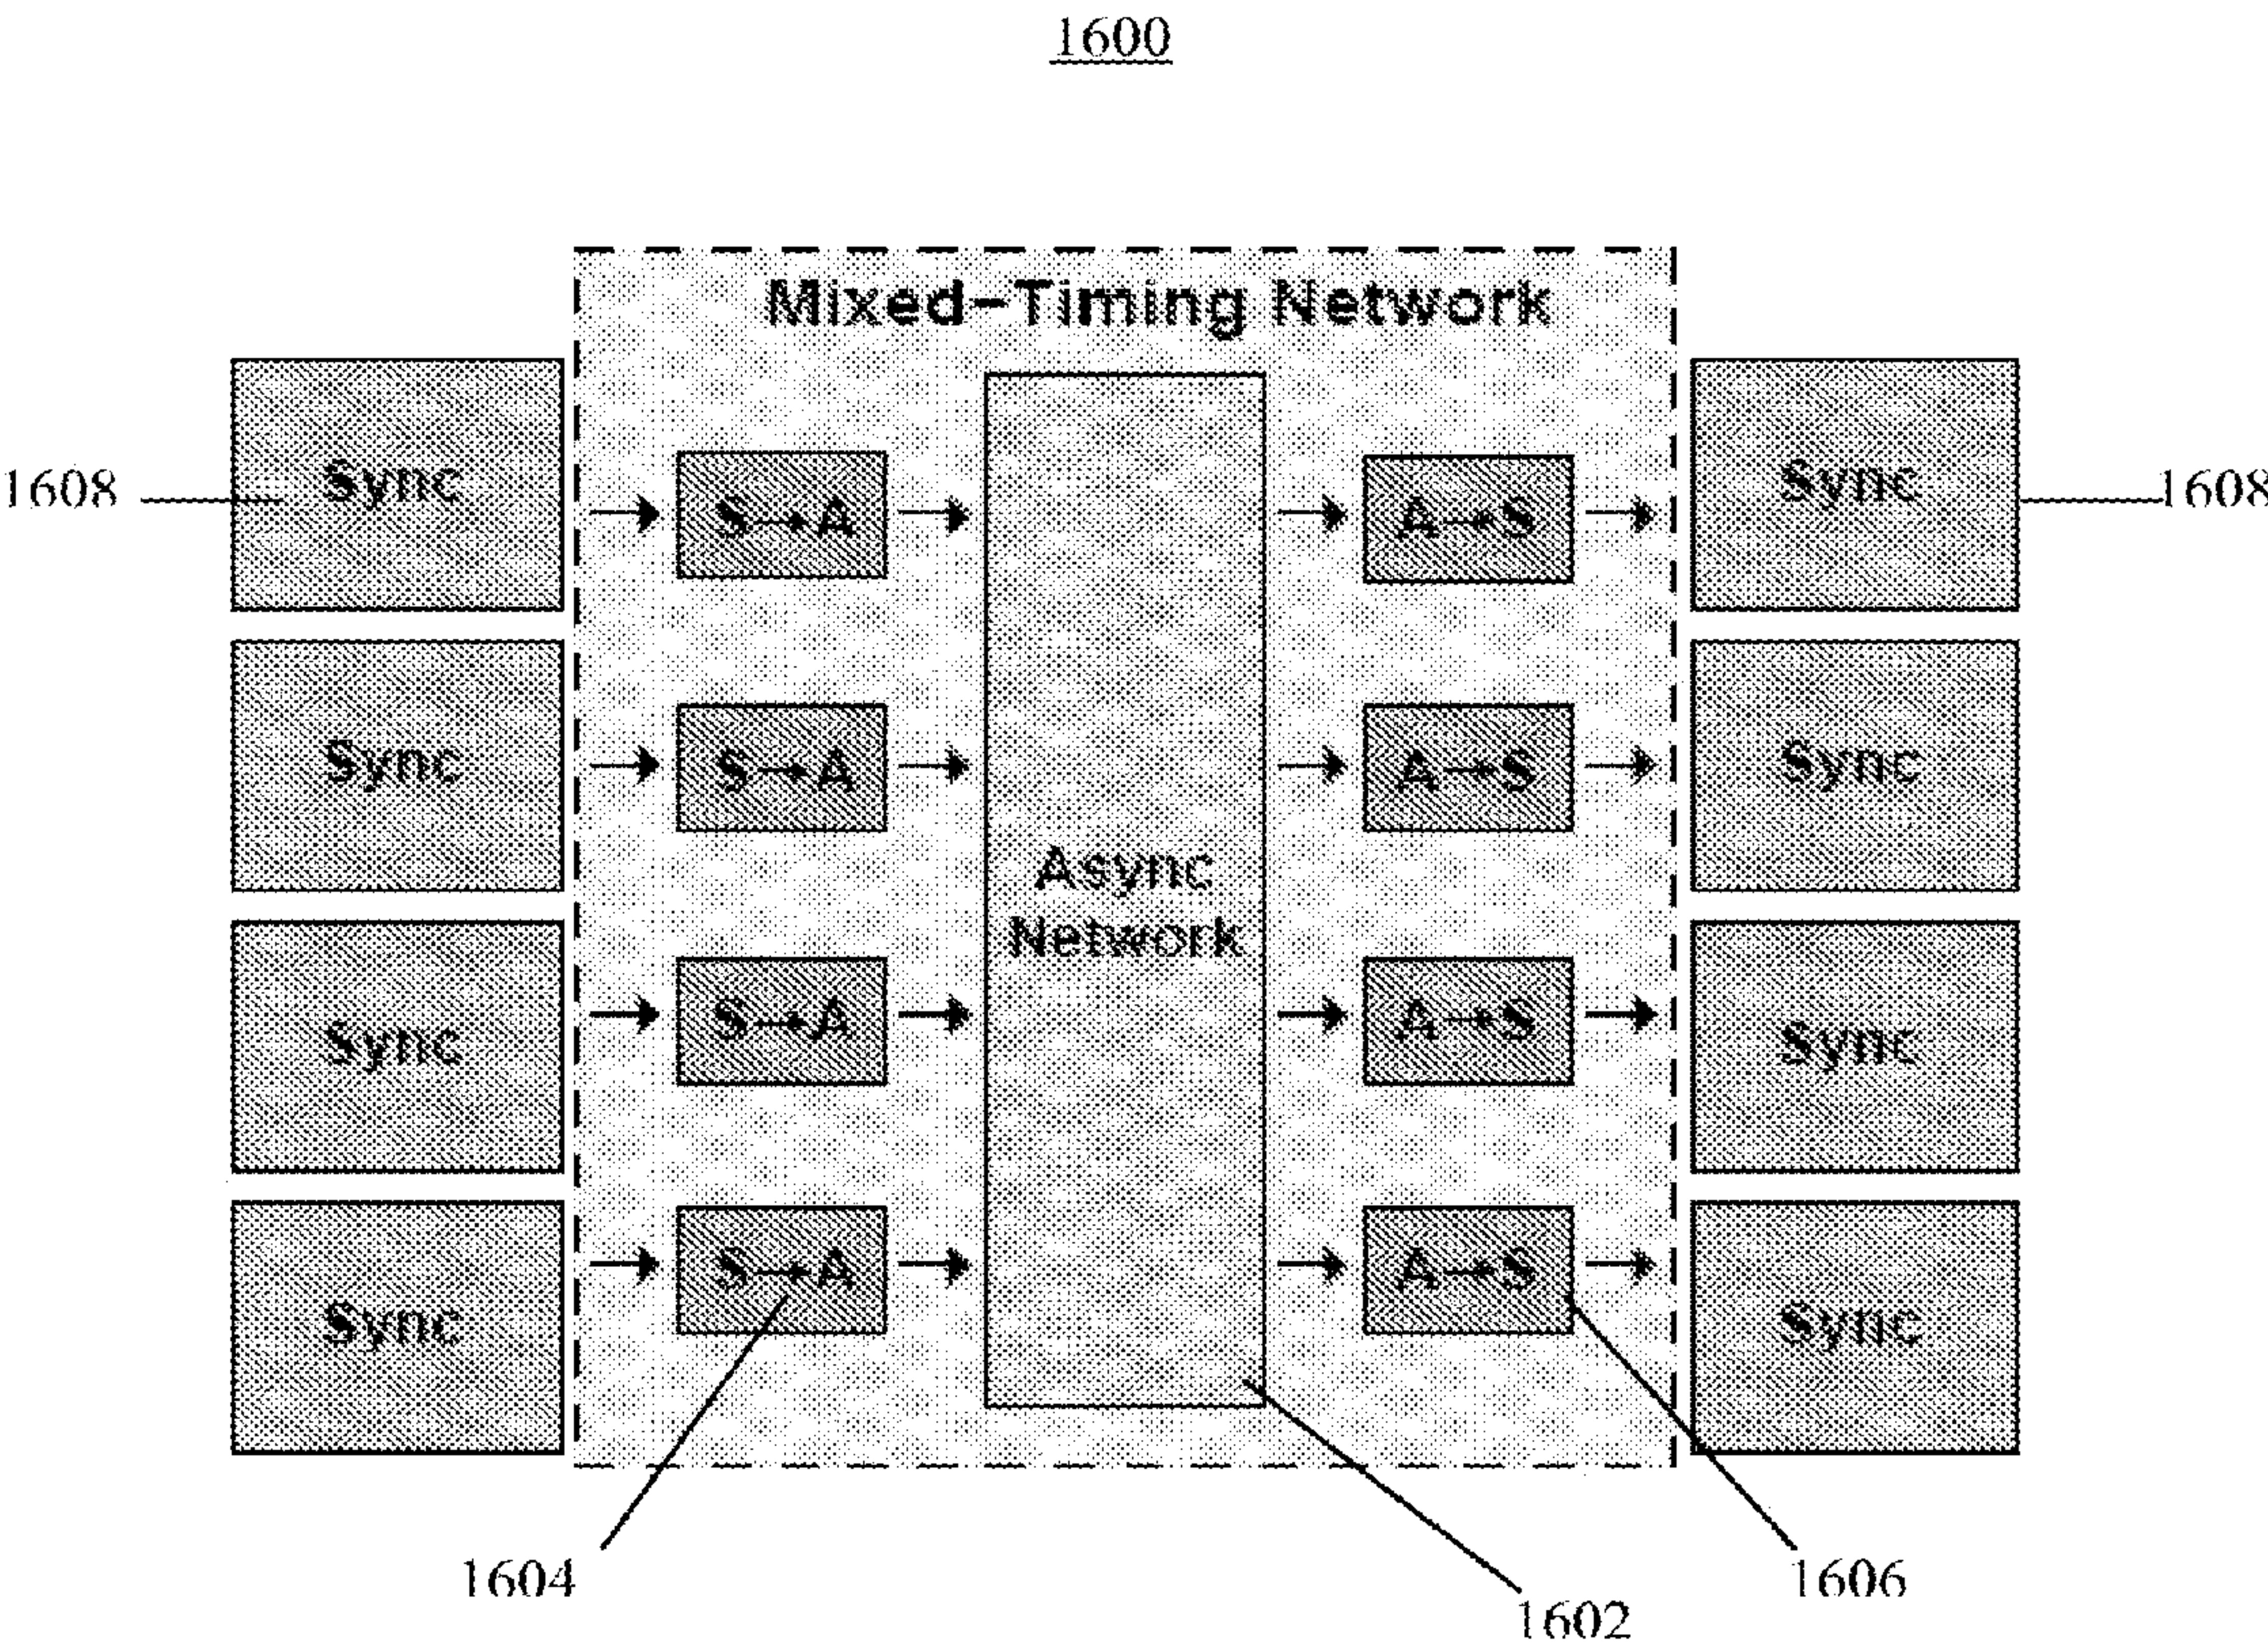 1600
Mixed-Timing Network
1608
Sync
S→A
A→S
Sync
1608
Sync
S→A
A→S
Sync
Async
Network
Sync
S→A
A→S
Sync
Sync
S→A
A→S
Sync
1604
1602
1606